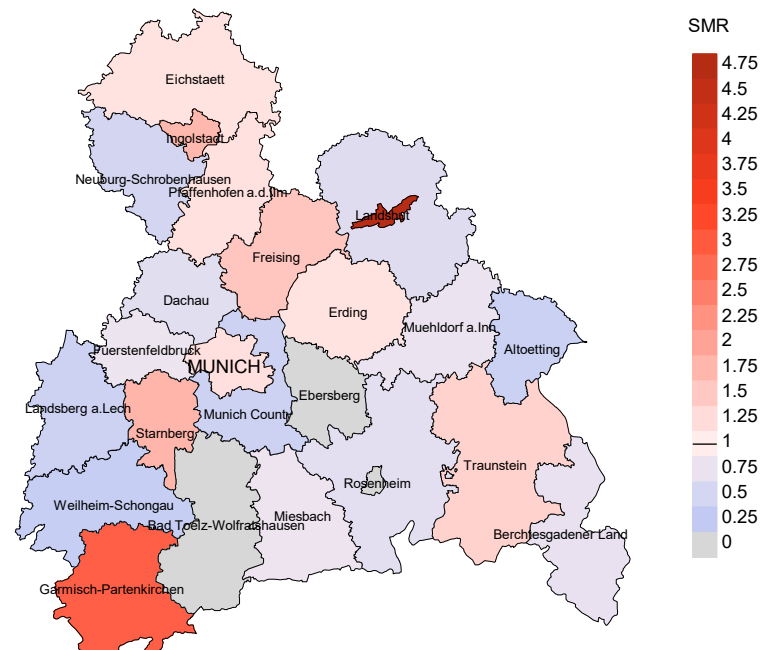 SMR
4.75
4.5
4.25
4
3.75
3.5
3.25
3
2.75
2.5
2.25
2
1.75
1.5
1.25
1
0.75
0.5
0.25
0
Eichstaett
Ingolstadt
Neuburg-Schrobenhausen
Pfaffenhofen a.d.Ilm
Landshut
Freising
Dachau
Erding
Muehldorf a.Inn
Fuerstenfeldbruck
Altoetting
MUNICH
Ebersberg
Landsberg a.Lech
Munich County
Starnberg
Traunstein
Rosenheim
Weilheim-Schongau
Miesbach
Bad Toelz-Wolfratshausen
Berchtesgadener Land
Garmisch-Partenkirchen